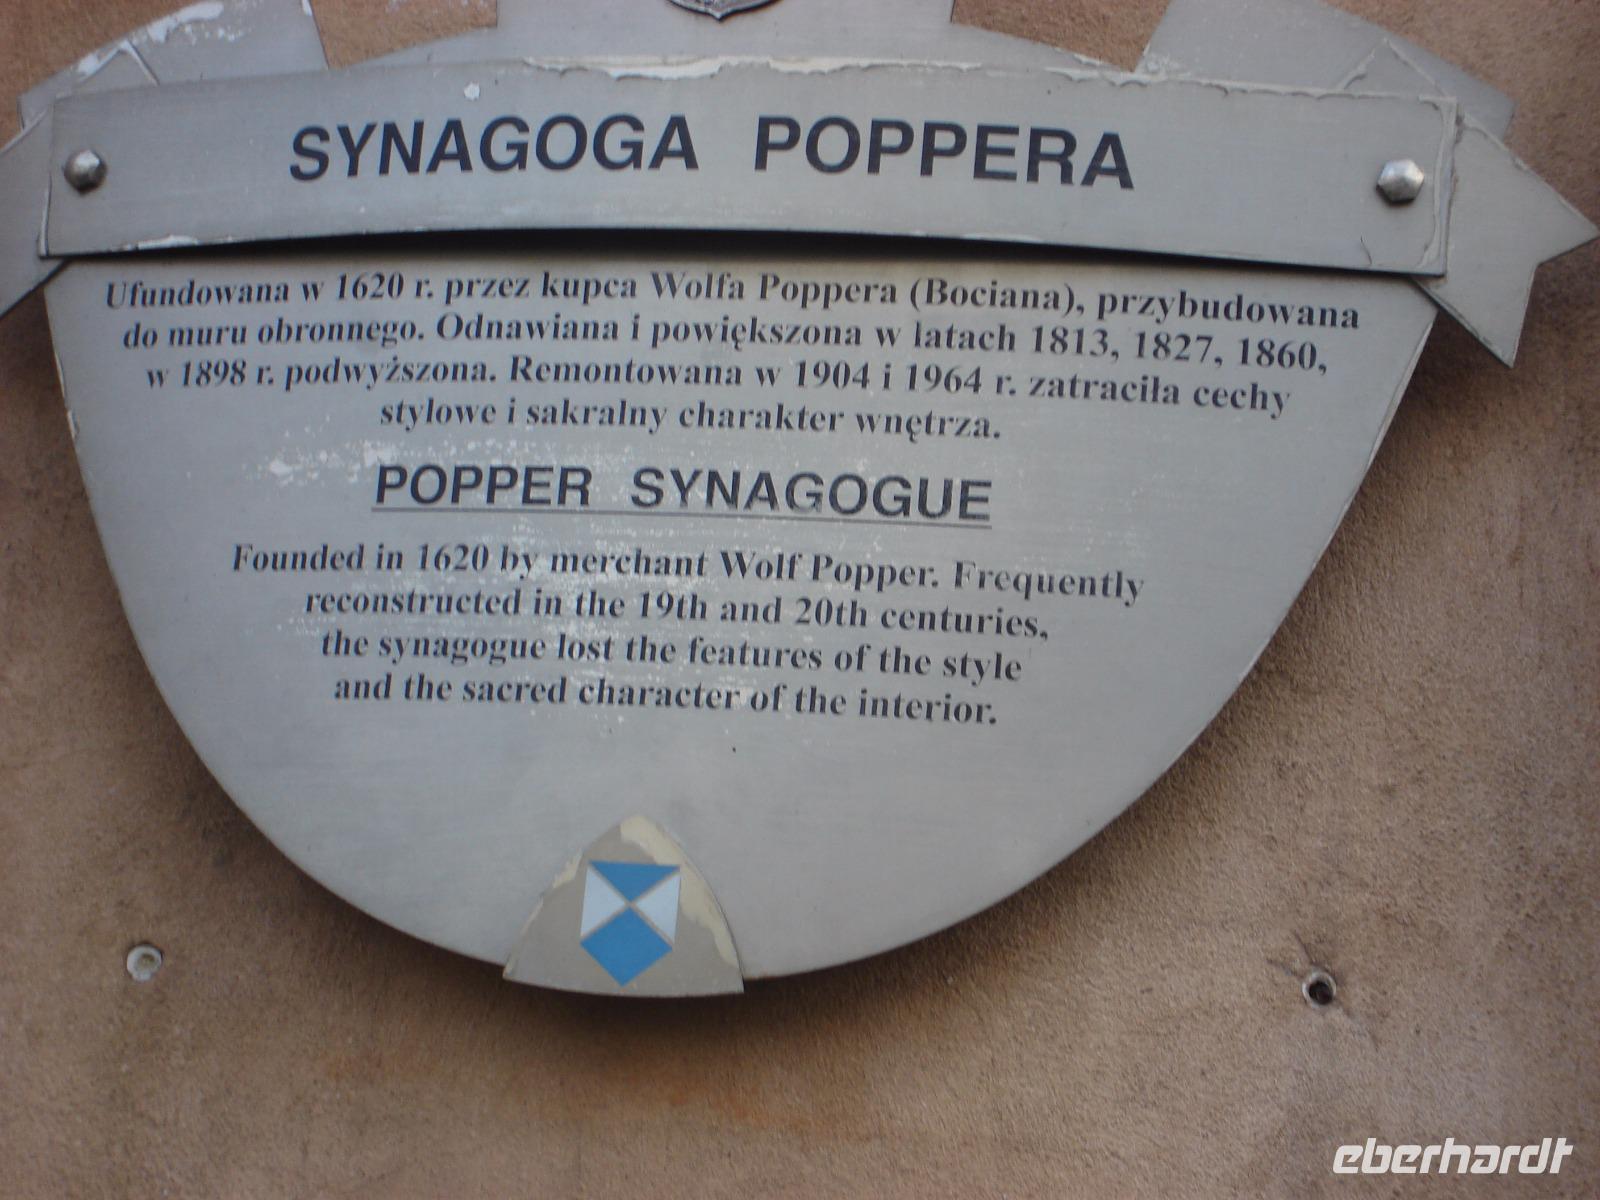 SYNAGOGA POPPERA
Ufundowana w 1620 r. przez kupca Wolfa Poppera (Bociana), przybudowana
do muru obronnego. Odnawiana i powiększona w latach 1813, 1827, 1860,
w 1898 r. podwyższona. Remontowana w 1904 i 1964 r. zatraciła cechy
stylowe i sakralny charakter wnętrza.
POPPER SYNAGOGUE
Founded in 1620 by merchant Wolf Popper. Frequently
reconstructed in the 19th and 20th centuries,
the synagogue lost the features of the style
and the sacred character of the interior.
eberhardt